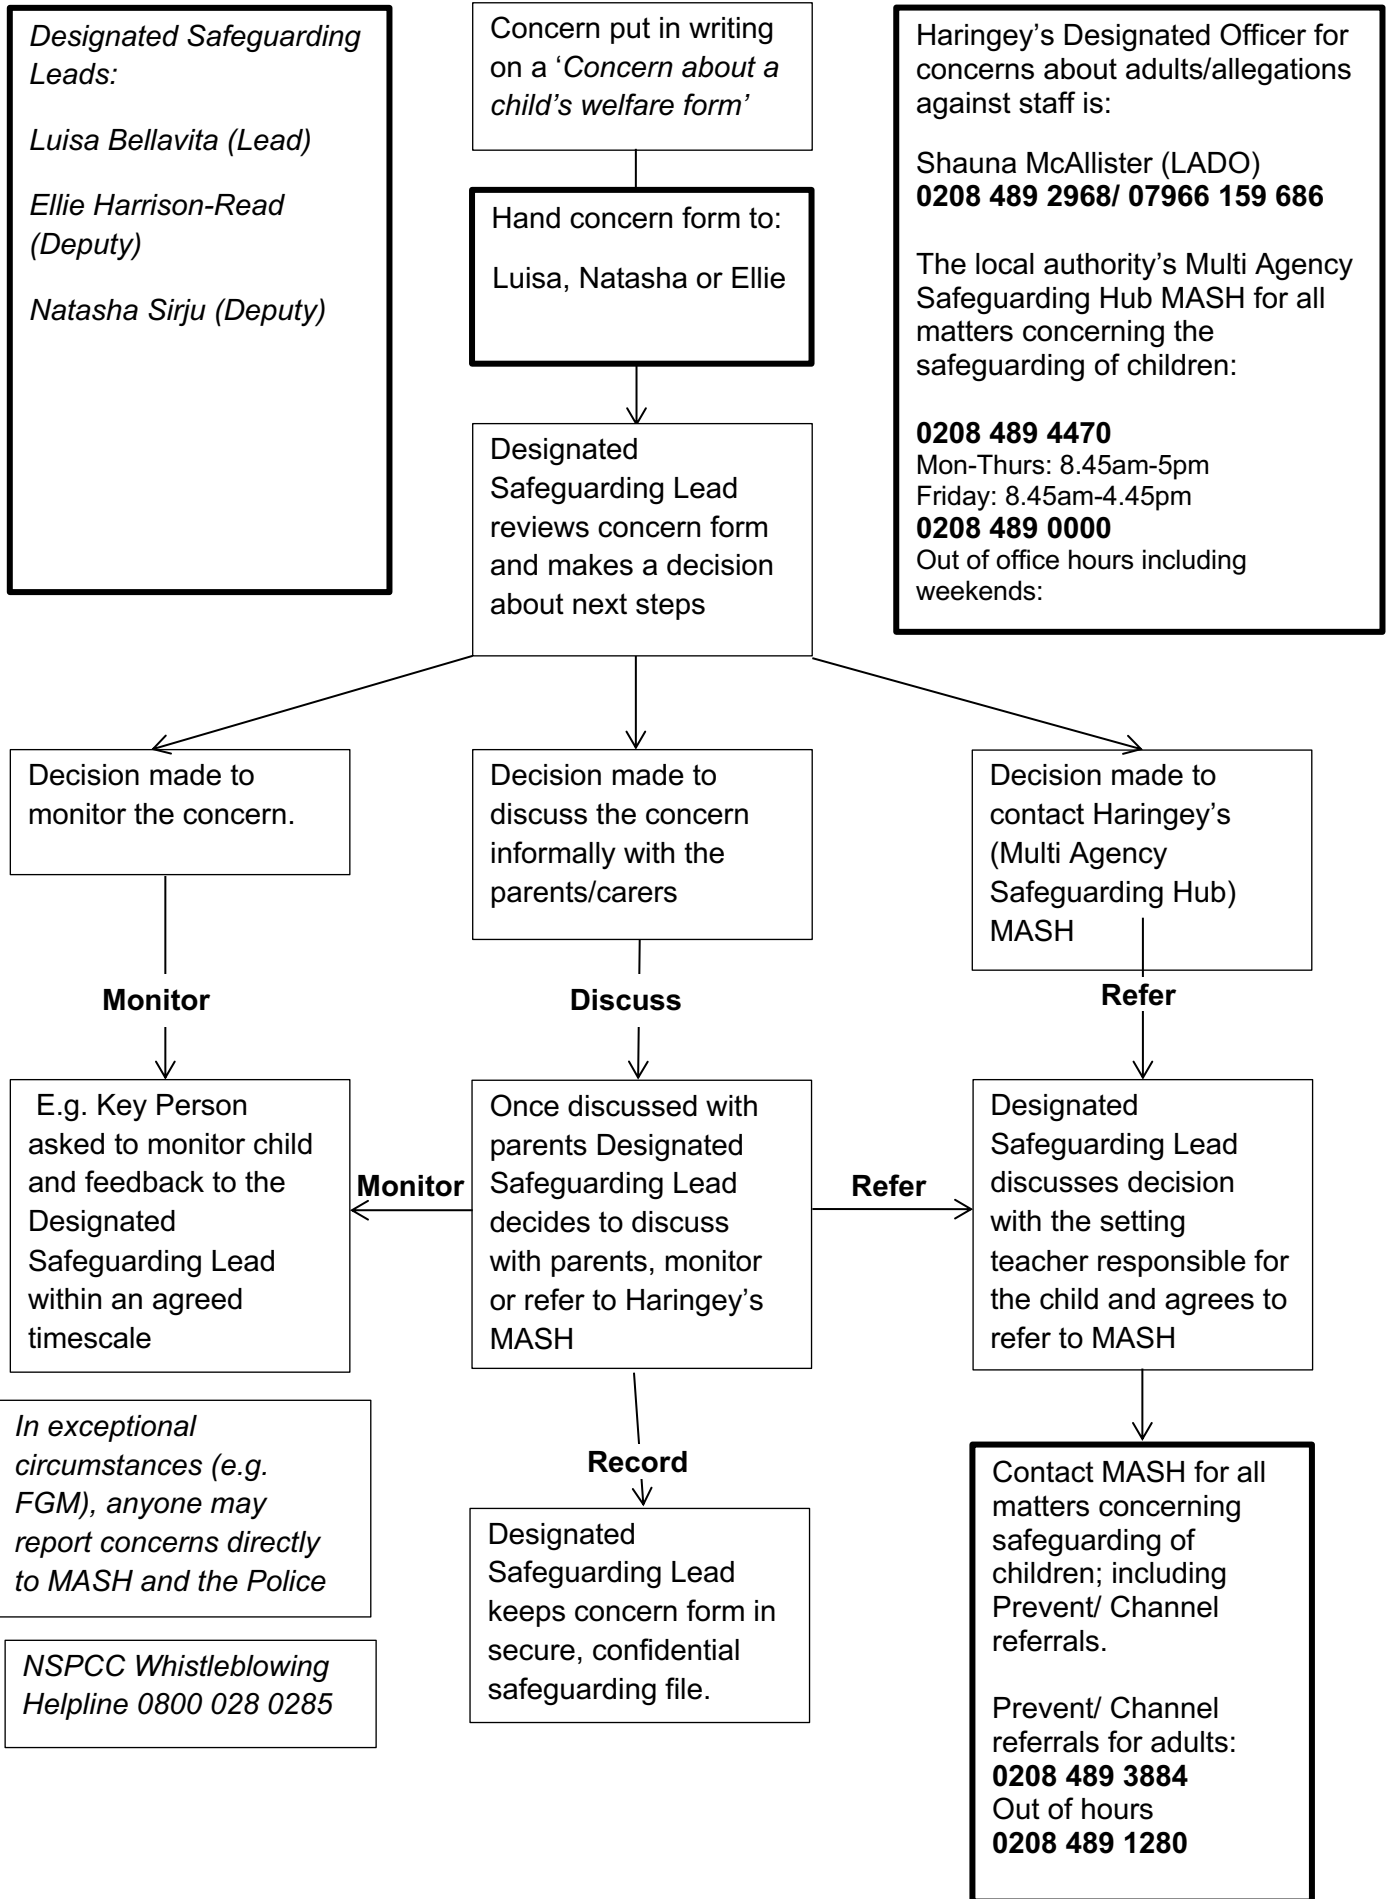 Designated Safeguarding
Leads:
Luisa Bellavita (Lead)
Ellie Harrison-Read
(Deputy)
Natasha Sirju (Deputy)
Concern put in writing
on a ‘Concern about a
child’s welfare form’
Hand concern form to:
Luisa, Natasha or Ellie
Haringey’s Designated Officer for
concerns about adults/allegations
against staff is:
Shauna McAllister (LADO)
0208 489 2968/ 07966 159 686
The local authority’s Multi Agency
Safeguarding Hub MASH for all
matters concerning the
safeguarding of children:
0208 489 4470
Mon-Thurs: 8.45am-5pm
Friday: 8.45am-4.45pm
0208 489 0000
Out of office hours including
weekends:
Designated
Safeguarding Lead
reviews concern form
and makes a decision
about next steps
Decision made to
monitor the concern.
Decision made to
discuss the concern
informally with the
parents/carers
Decision made to
contact Haringey’s
(Multi Agency
Safeguarding Hub)
MASH
Monitor
Discuss
Refer
E.g. Key Person
asked to monitor child
and feedback to the
Designated
Safeguarding Lead
within an agreed
timescale
Monitor
Once discussed with
parents Designated
Safeguarding Lead
decides to discuss
with parents, monitor
or refer to Haringey’s
MASH
Refer
Designated
Safeguarding Lead
discusses decision
with the setting
teacher responsible for
the child and agrees to
refer to MASH
In exceptional
circumstances (e.g.
FGM), anyone may
report concerns directly
to MASH and the Police
Record
Designated
Safeguarding Lead
keeps concern form in
secure, confidential
safeguarding file.
Contact MASH for all
matters concerning
safeguarding of
children; including
Prevent/ Channel
referrals.
Prevent/ Channel
referrals for adults:
0208 489 3884
Out of hours
0208 489 1280
NSPCC Whistleblowing
Helpline 0800 028 0285